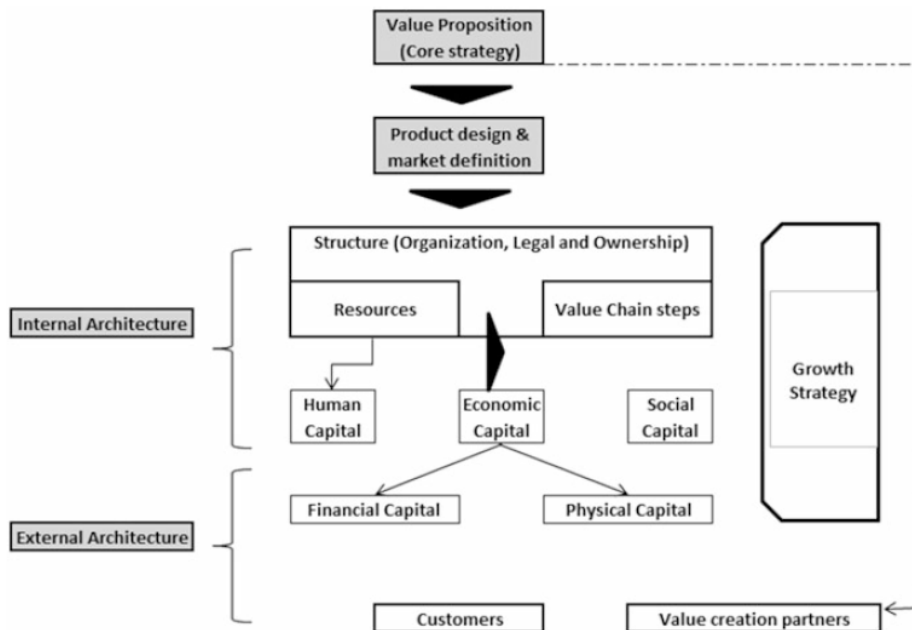 Value Proposition
(Core strategy)
Product design &
market definition
Structure (Organization, Legal and Ownership)
Resources
Value Chain steps
Internal Architecture
Growth
Strategy
Human
Capital
Economic
Capital
Social
Capital
Financial Capital
Physical Capital
External Architecture
Customers
Value creation partners